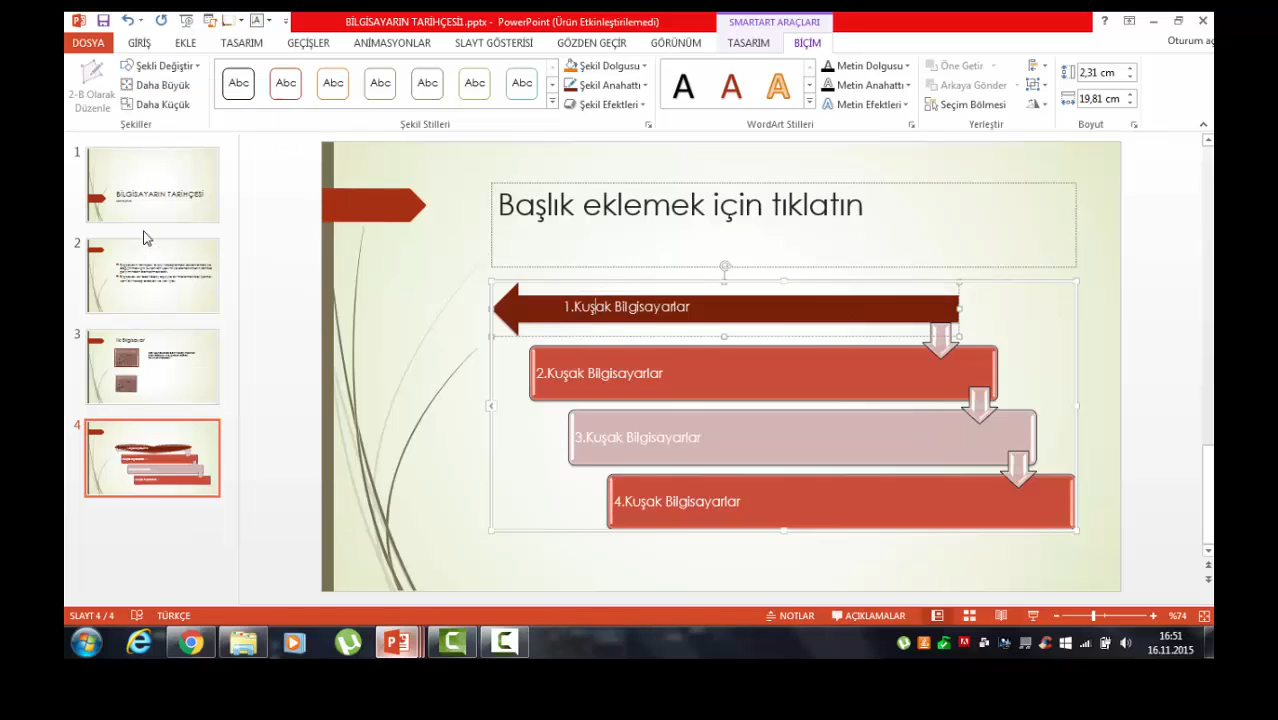 BİLGİSAYARIN TARİHÇESİ1.pptx - PowerPoint (Ürün Etkinleştirilemedi)
SMARTART ARAÇLARI
DOSYA GİRİŞ EKLE TASARIM GEÇİŞLER ANİMASYONLAR SLAYT GÖSTERİSİ GÖZDEN GEÇİR GÖRÜNÜM TASARIM BİÇİM
Oturum aç
2-B Olarak Düzenle
Şekli Değiştir
Daha Büyük
Daha Küçük
Şekiller
Abc Abc Abc Abc Abc Abc Abc
Şekil Dolgusu
Şekil Anahattı
Şekil Efektleri
Şekil Stilleri
A A A
Metin Dolgusu
Metin Anahattı
Metin Efektleri
WordArt Stilleri
Öne Getir
Arkaya Gönder
Seçim Bölmesi
Yerleştir
2,31 cm
19,81 cm
Boyut
1
BİLGİSAYARIN TARİHÇESİ
2
3
İlk Bilgisayar
4
Başlık eklemek için tıklatın
1.Kuşak Bilgisayarlar
2.Kuşak Bilgisayarlar
3.Kuşak Bilgisayarlar
4.Kuşak Bilgisayarlar
SLAYT 4 / 4 TÜRKÇE NOTLAR AÇIKLAMALAR %74
16:51
16.11.2015